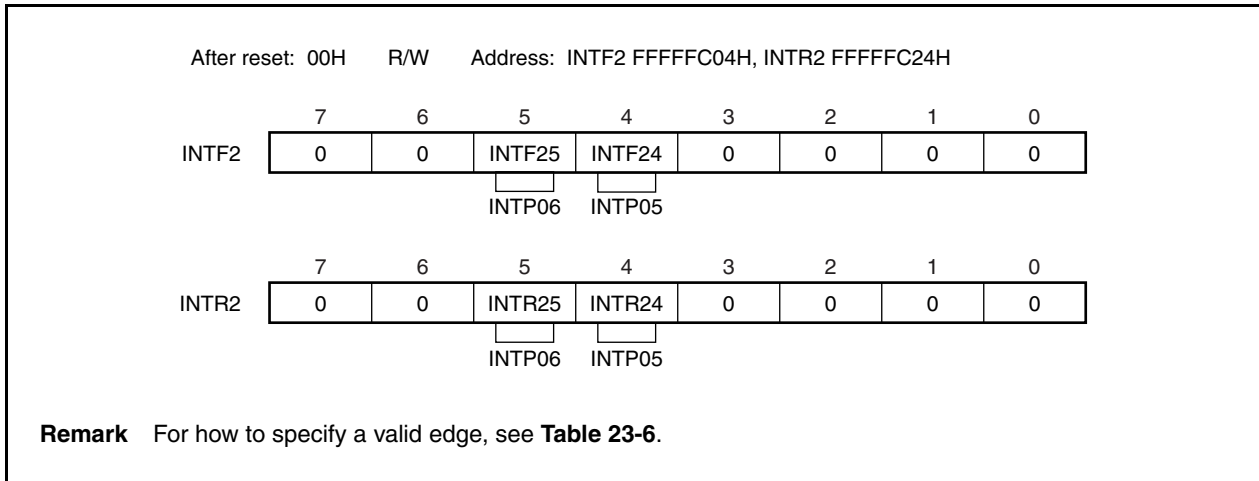 After reset: 00H R/W Address: INTF2 FFFFFC04H, INTR2 FFFFFC24H
7 6 5 4 3 2 1 0
INTF2 0 0 INTF25 INTF24 0 0 0 0
INTP06 INTP05
7 6 5 4 3 2 1 0
INTR2 0 0 INTR25 INTR24 0 0 0 0
INTP06 INTP05
Remark For how to specify a valid edge, see Table 23-6.